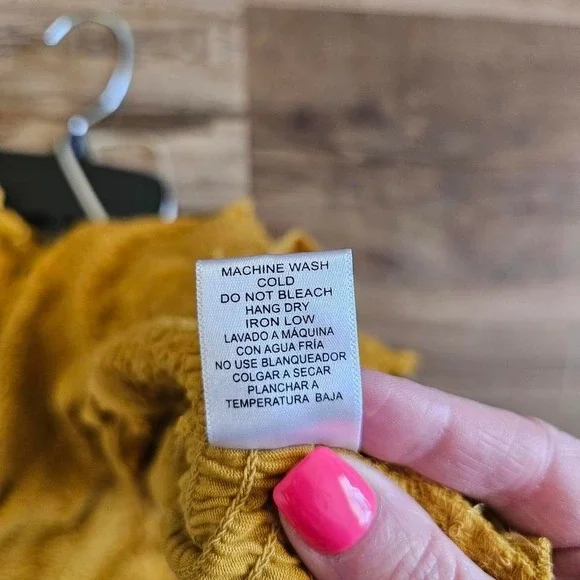 MACHINE WASH
COLD
DO NOT BLEACH
HANG DRY
IRON LOW
LAVADO A MÁQUINA
CON AGUA FRÍA
NO USE BLANQUEADOR
COLGAR A SECAR
PLANCHAR A
TEMPERATURA BAJA